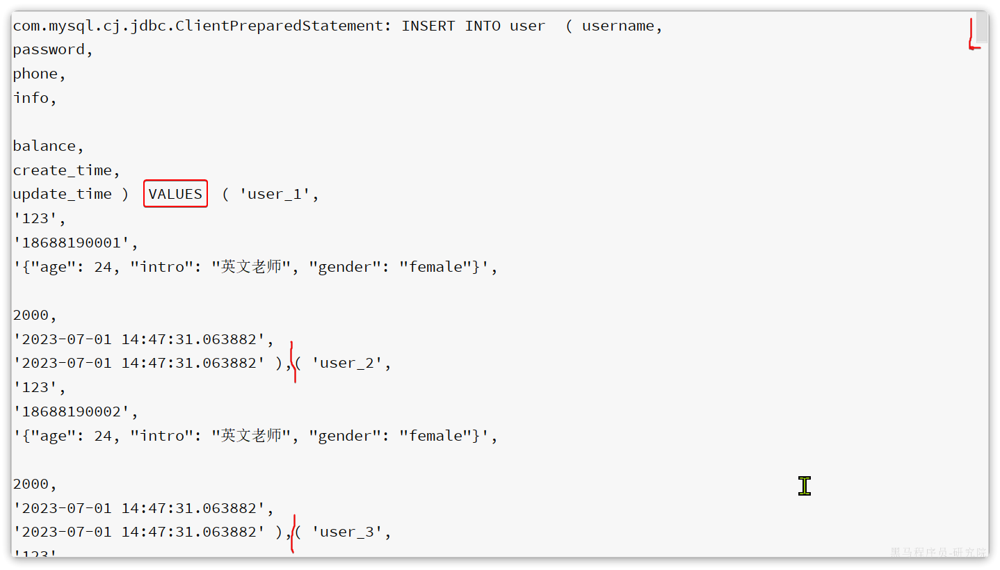 com.mysql.cj.jdbc.ClientPreparedStatement: INSERT INTO user  ( username,
password,
phone,
info,
balance,
create_time,
update_time )  VALUES  ( 'user_1',
'123',
'18688190001',
'{"age": 24, "intro": "英文老师", "gender": "female"}',
2000,
'2023-07-01 14:47:31.063882',
'2023-07-01 14:47:31.063882' ),( 'user_2',
'123',
'18688190002',
'{"age": 24, "intro": "英文老师", "gender": "female"}',
2000,
'2023-07-01 14:47:31.063882',
'2023-07-01 14:47:31.063882' ),( 'user_3',
'123'
黑马程序员-研究院